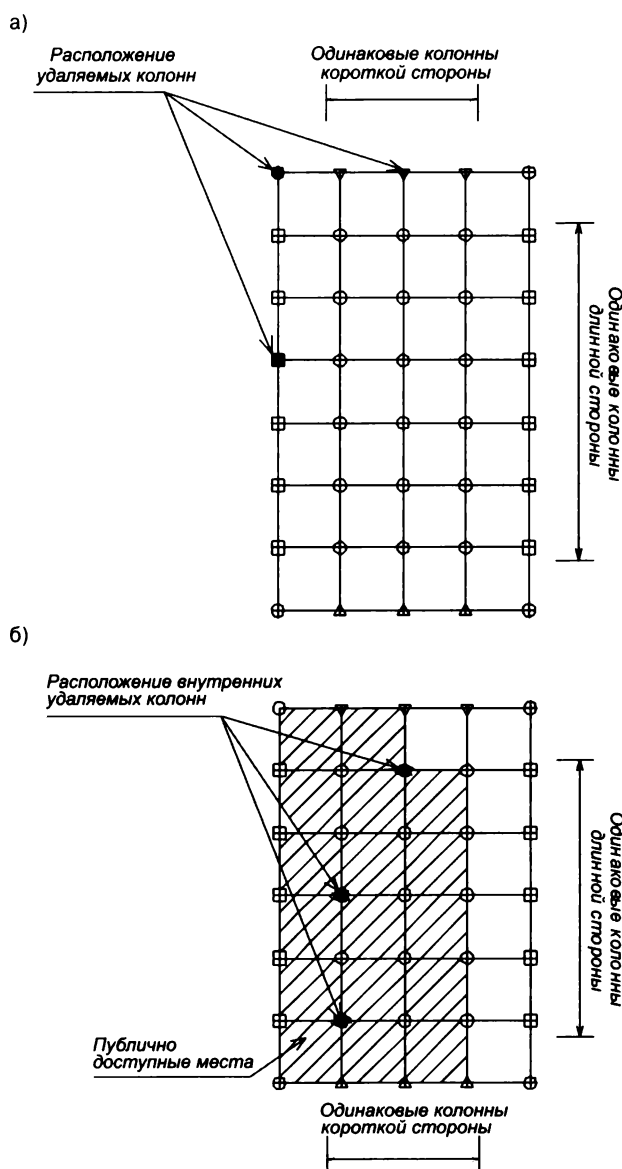 а)
Расположение
удаляемых колонн
Одинаковые колонны
короткой стороны
Одинаковые колонны
длинной стороны
б)
Расположение внутренних
удаляемых колонн
Одинаковые колонны
длинной стороны
Публично
доступные места
Одинаковые колонны
короткой стороны